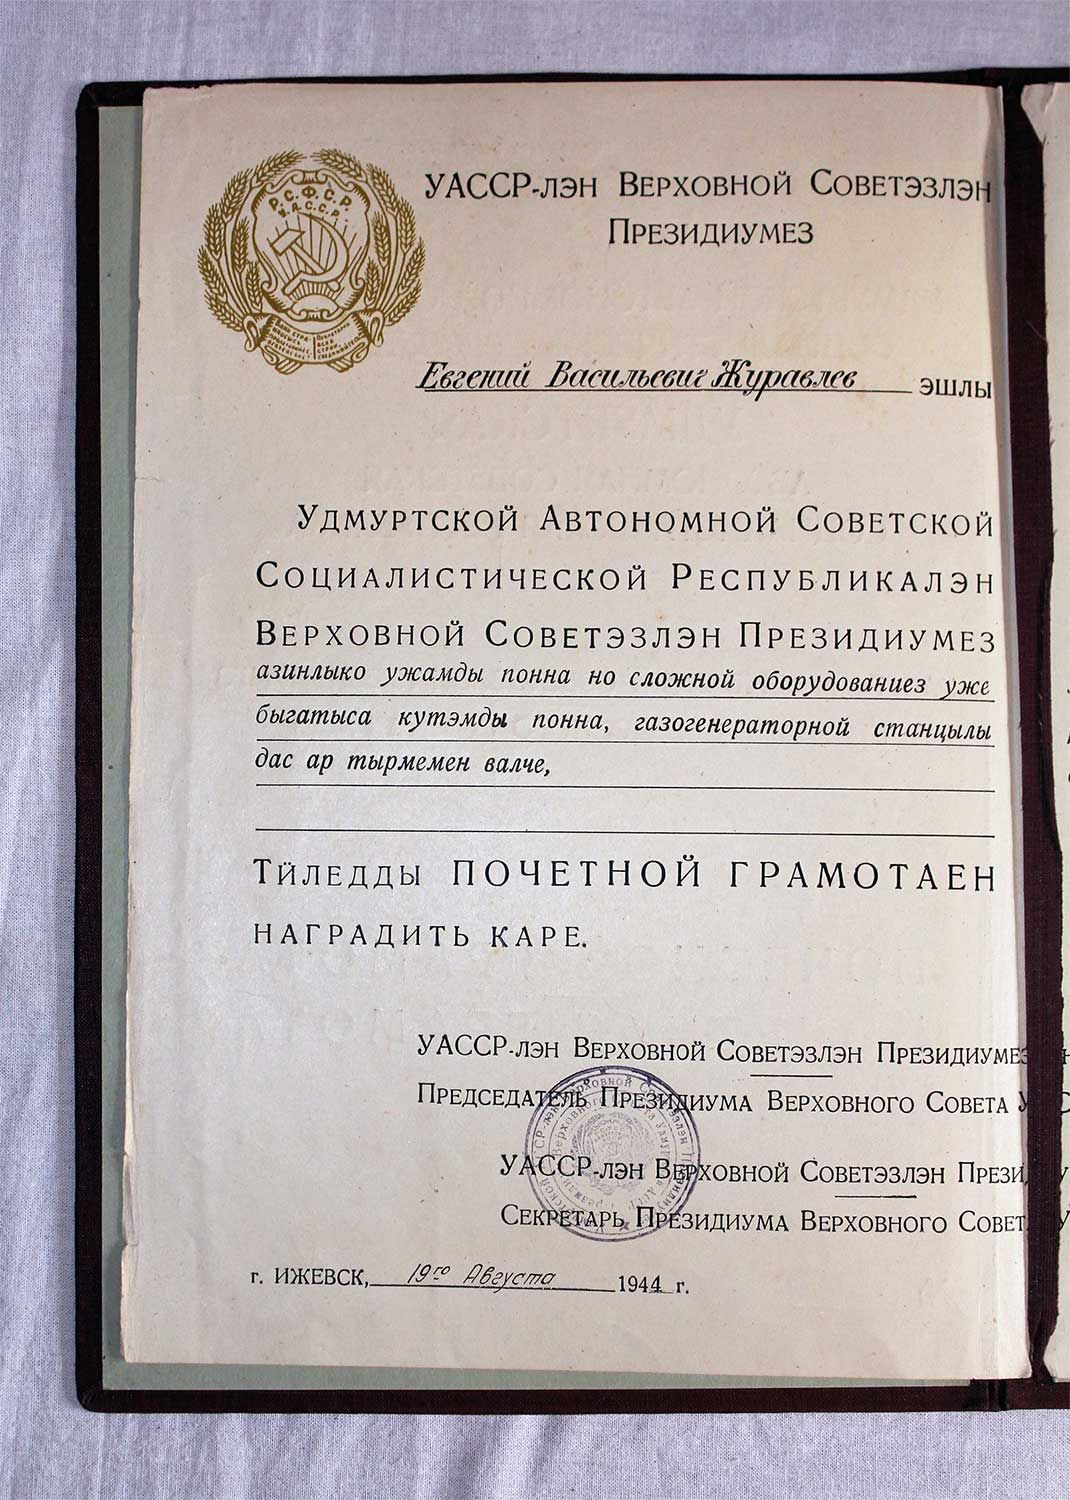 Р.С.Ф.С.Р.
У.А.С.С.Р.
УАССР-лэн Верховной Советэзлэн
Президиумез
Евгений Васильевич Журавлев эшлы
Удмуртской Автономной Советской
Социалистической Республикалэн
Верховной Советэзлэн Президиумез
азинлыко ужамды понна но сложной оборудованиез уже
быгатыса кутэмды понна, газогенераторной станцылы
дас ар тырмемен валче,
Тӥледды ПОЧЕТНОЙ ГРАМОТАЕН
НАГРАДИТЬ КАРЕ.
УАССР-лэн Верховной Советэзлэн Президиумез
Председатель Президиума Верховного Совета У
УАССР-лэн Верховной Советэзлэн Презид
Секретарь Президиума Верховного Совет
г. ИЖЕВСК, 19го Августа 1944 г.